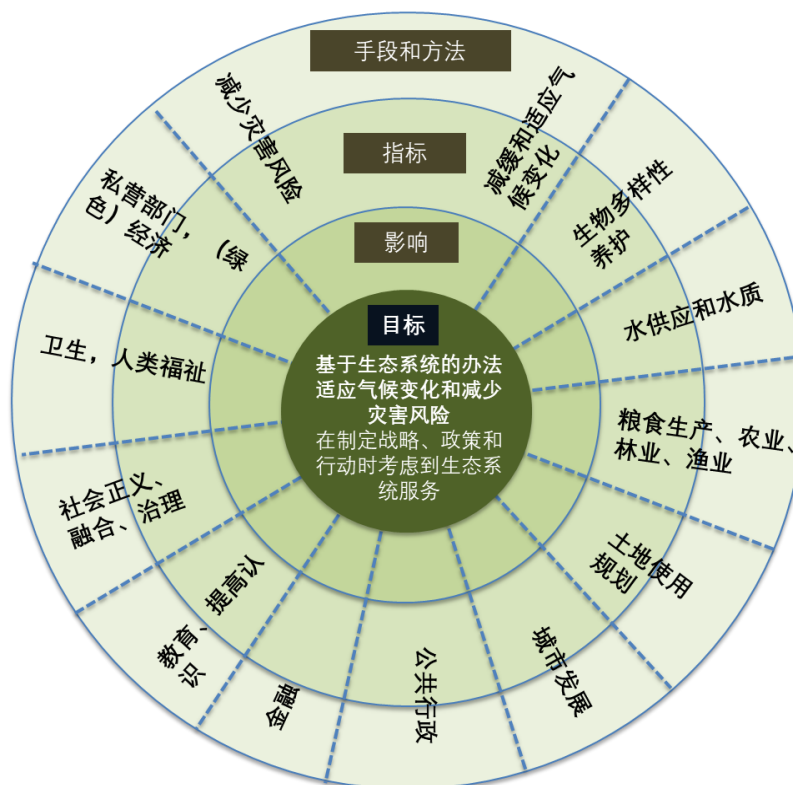 手段和方法
指标
影响
目标
基于生态系统的办法
适应气候变化和减少
灾害风险
在制定战略、政策和
行动时考虑到生态系
统服务
减缓和适应气
候变化
生物多样性
养护
水供应和水质
粮食生产、农业、
林业、渔业
土地使用
规划
城市发展
公共行政
金融
教育、提高认
识
社会正义、
融合、治理
卫生，人类福祉
私营部门，（绿
色）经济
减少灾害风险